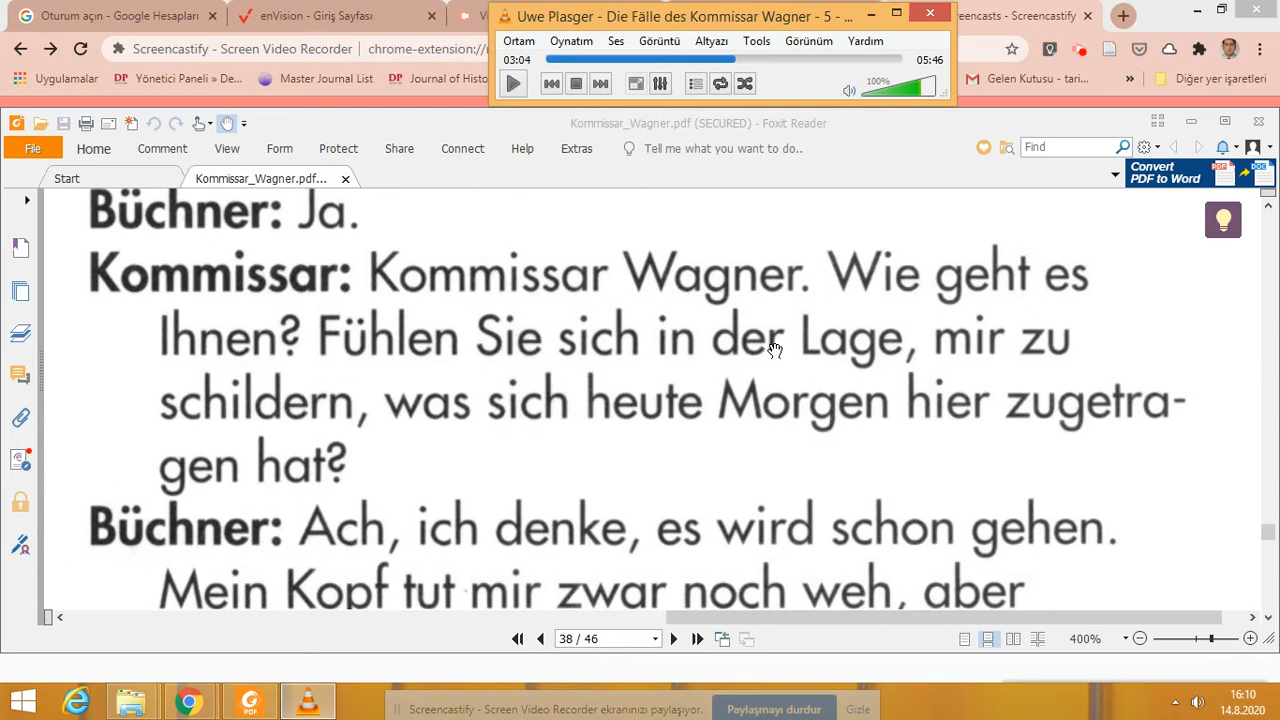 Oturum açın - Google Hesapları
enVision - Giriş Sayfası
Uwe Plasger - Die Fälle des Kommissar Wagner - 5 - ...
eencasts - Screencastify
Ortam Oynatım Ses Görüntü Altyazı Tools Görünüm Yardım
Screencastify - Screen Video Recorder chrome-extension://
03:04 05:46
Uygulamalar Yönetici Paneli » D... Master Journal List Journal of Histo
100%
Gelen Kutusu - tari... » Diğer yer işaretleri
Kommissar_Wagner.pdf (SECURED) - Foxit Reader
File Home Comment View Form Protect Share Connect Help Extras Tell me what you want to do.. Find
Start Kommissar_Wagner.pdf...
Convert
PDF to Word
Büchner: Ja.
Kommissar: Kommissar Wagner. Wie geht es
Ihnen? Fühlen Sie sich in der Lage, mir zu
schildern, was sich heute Morgen hier zugetra-
gen hat?
Büchner: Ach, ich denke, es wird schon gehen.
Mein Kopf tut mir zwar noch weh, aber
38 / 46 400%
Screencastify - Screen Video Recorder ekranınızı paylaşıyor. Paylaşmayı durdur Gizle
16:10
14.8.2020